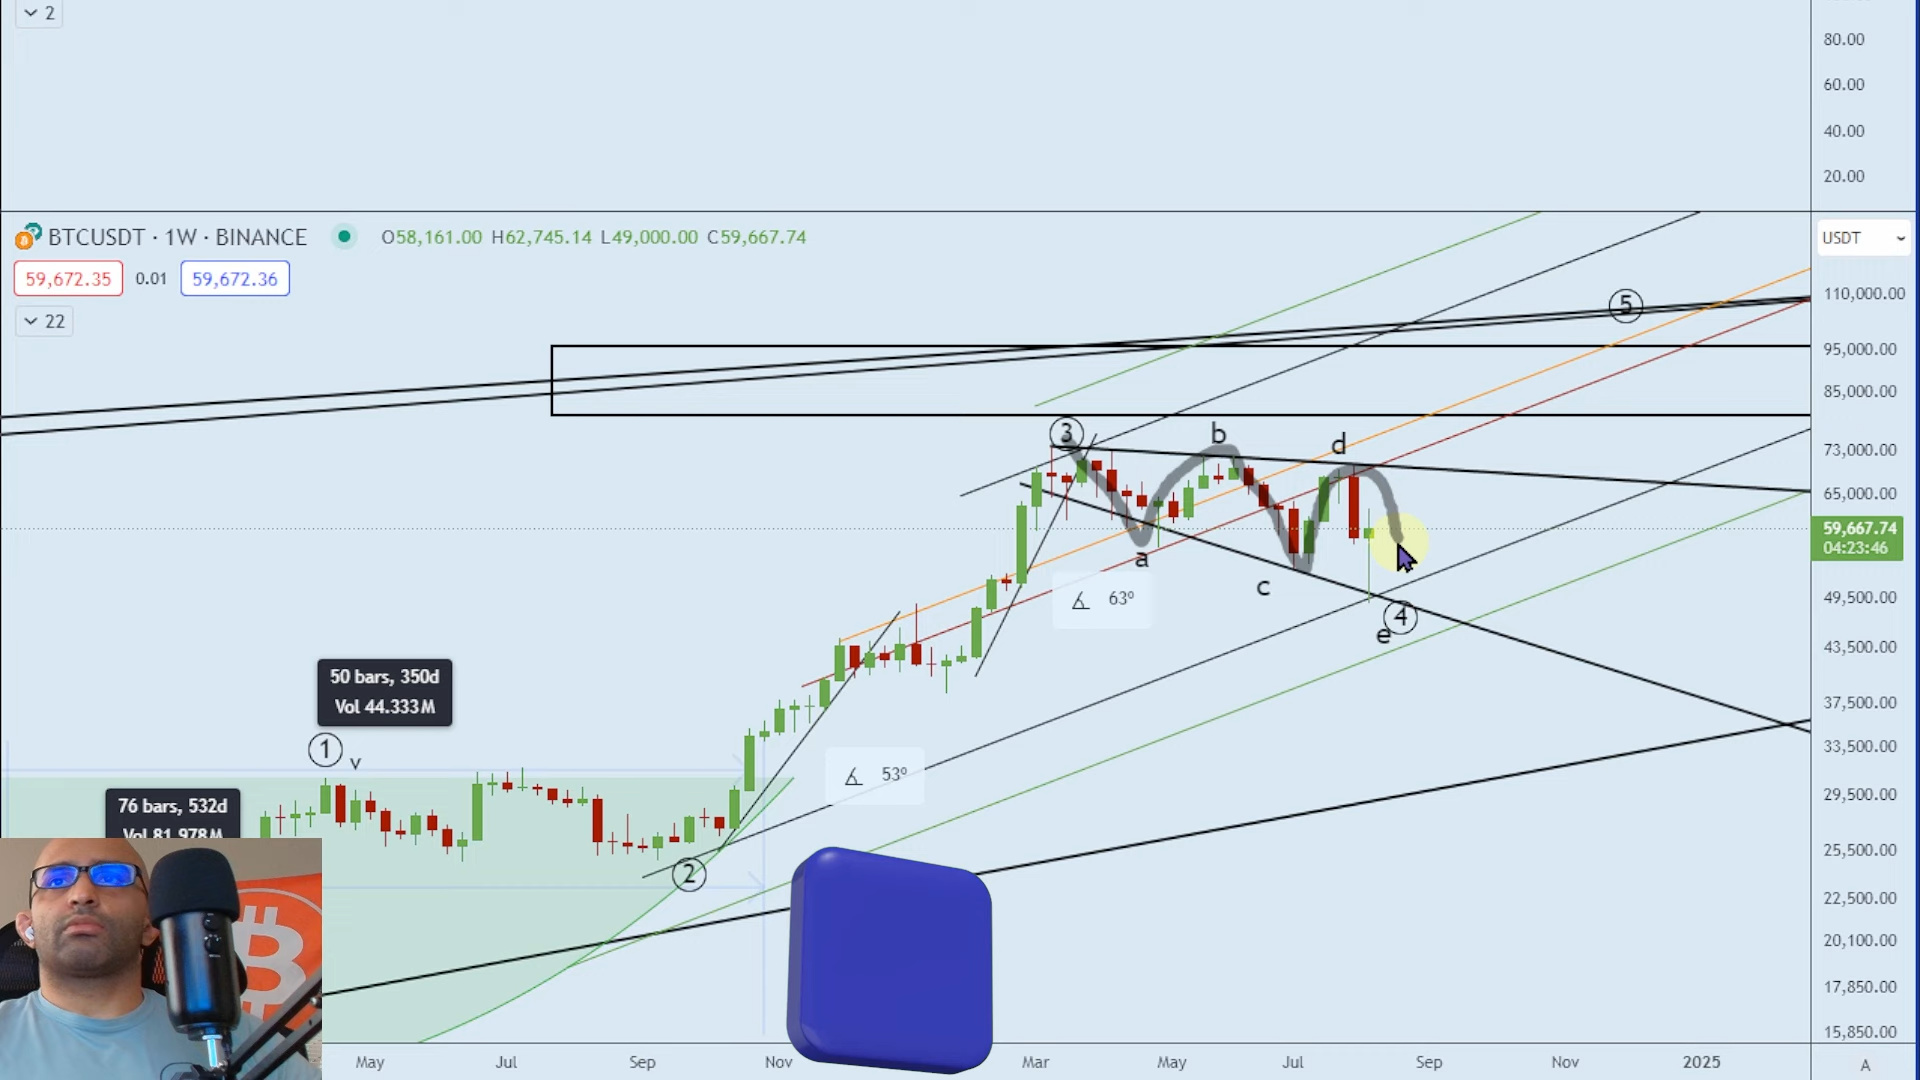 2
80.00
60.00
40.00
20.00
BTCUSDT · 1W · BINANCE O58,161.00 H62,745.14 L49,000.00 C59,667.74
USDT
59,672.35 0.01 59,672.36
22
110,000.00
5
95,000.00
85,000.00
3 b d
73,000.00
65,000.00
59,667.74
04:23:46
a
c
63º
49,500.00
4
e
43,500.00
50 bars, 350d
Vol 44.333M
37,500.00
1
v
33,500.00
53º
29,500.00
76 bars, 532d
Vol 81.978M
25,500.00
2
22,500.00
20,100.00
17,850.00
15,850.00
May Jul Sep Nov Mar May Jul Sep Nov 2025
A